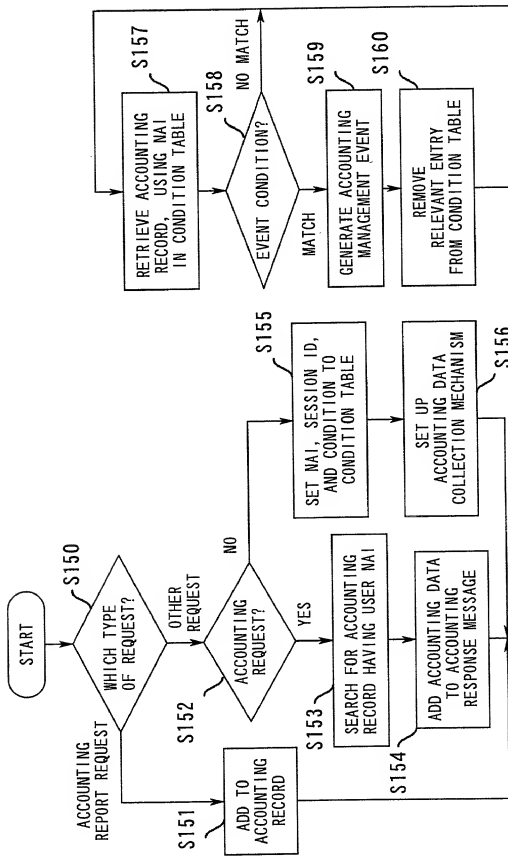 START
S150
WHICH TYPE
OF REQUEST?
ACCOUNTING
REPORT REQUEST
OTHER
REQUEST
S151
ADD TO
ACCOUNTING
RECORD
S152
ACCOUNTING
REQUEST?
NO
YES
S153
SEARCH FOR ACCOUNTING
RECORD HAVING USER NAI
S154
ADD ACCOUNTING DATA
TO ACCOUNTING
RESPONSE MESSAGE
S155
SET NAI, SESSION ID,
AND CONDITION TO
CONDITION TABLE
S156
SET UP
ACCOUNTING DATA
COLLECTION MECHANISM
S157
RETRIEVE ACCOUNTING
RECORD, USING NAI
IN CONDITION TABLE
S158
EVENT CONDITION?
NO MATCH
MATCH
S159
GENERATE ACCOUNTING
MANAGEMENT EVENT
S160
REMOVE
RELEVANT ENTRY
FROM CONDITION TABLE